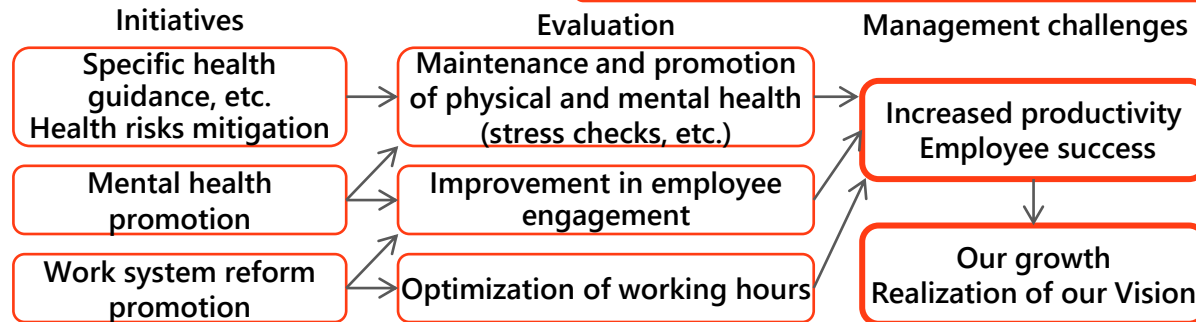 Initiatives
Evaluation
Management challenges
Specific health
guidance, etc.
Health risks mitigation
Maintenance and promotion
of physical and mental health
(stress checks, etc.)
Increased productivity
Employee success
Mental health
promotion
Improvement in employee
engagement
Work system reform
promotion
Optimization of working hours
Our growth
Realization of our Vision